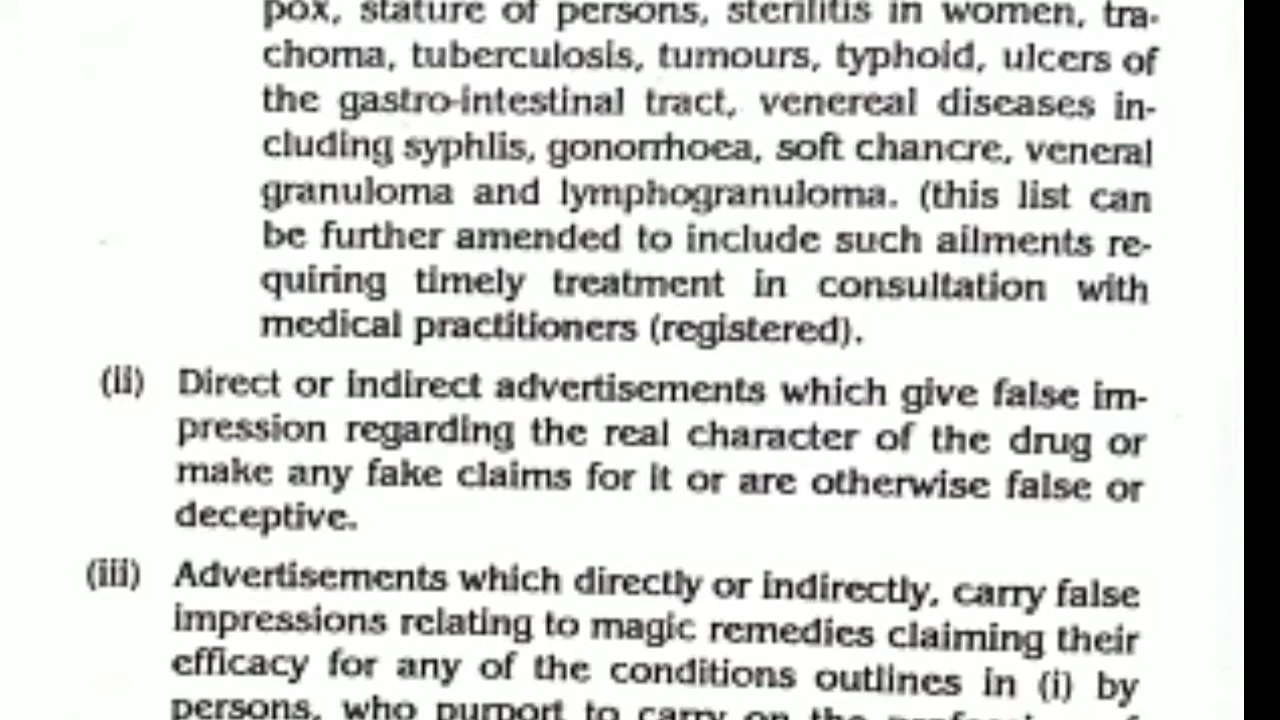 pox, stature of persons, sterilitis in women, tra-
choma, tuberculosis, tumours, typhoid, ulcers of
the gastro-intestinal tract, venereal diseases in-
cluding syphlis, gonorrhoea, soft chancre, veneral
granuloma and lymphogranuloma. (this list can
be further amended to include such ailments re-
quiring timely treatment in consultation with
medical practitioners (registered).
(ii) Direct or indirect advertisements which give false im-
pression regarding the real character of the drug or
make any fake claims for it or are otherwise false or
deceptive.
(iii) Advertisements which directly or indirectly, carry false
impressions relating to magic remedies claiming their
efficacy for any of the conditions outlines in (i) by
persons, who purport to carry on the